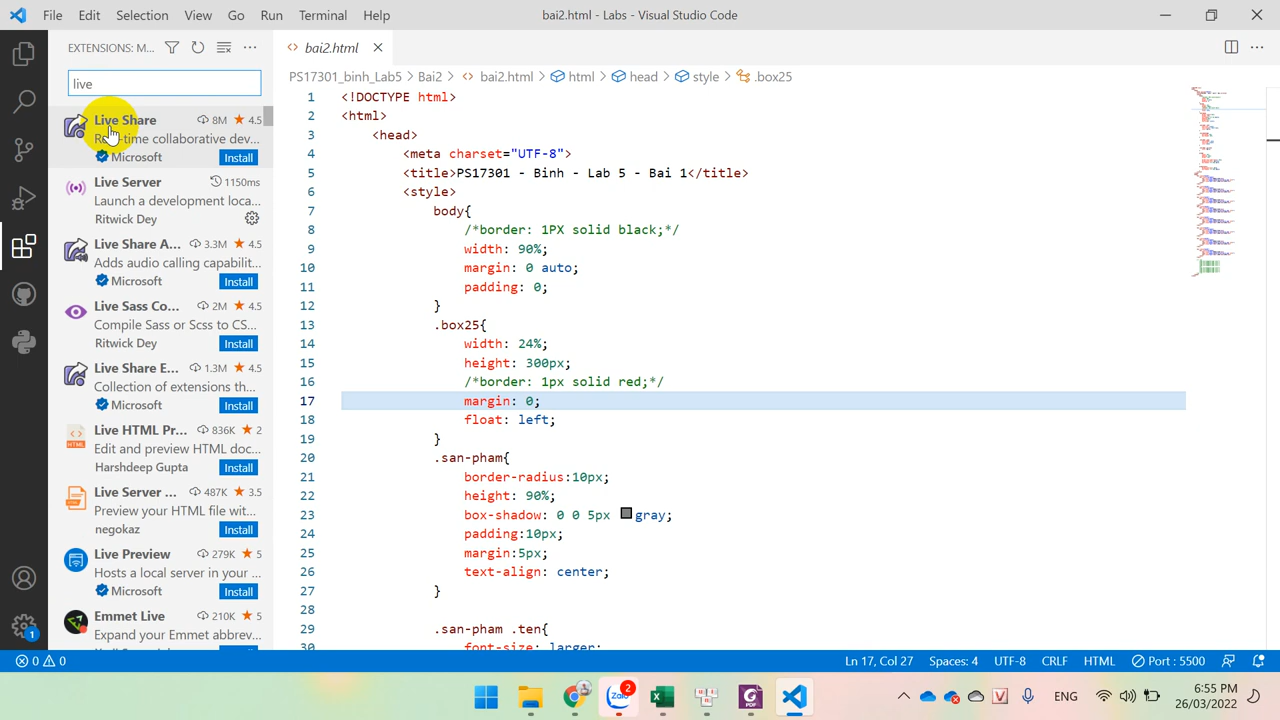 File Edit Selection View Go Run Terminal Help
bai2.html - Labs - Visual Studio Code
EXTENSIONS: M...
live
Live Share 8M 4.5
Real-time collaborative dev...
Microsoft Install
Live Server 1150ms
Launch a development loca...
Ritwick Dey
Live Share A... 3.3M 4.5
Adds audio calling capabilit...
Microsoft Install
Live Sass Co... 2M 4.5
Compile Sass or Scss to CS...
Ritwick Dey Install
Live Share E... 1.3M 4.5
Collection of extensions th...
Microsoft Install
Live HTML Pr... 836K 2
Edit and preview HTML doc...
Harshdeep Gupta Install
Live Server ... 487K 3.5
Preview your HTML file wit...
negokaz Install
Live Preview 279K 5
Hosts a local server in your ...
Microsoft Install
Emmet Live 210K 5
Expand your Emmet abbrev...
bai2.html
PS17301_binh_Lab5 > Bai2 > bai2.html > html > head > style > .box25
1 <!DOCTYPE html>
2 <html>
3 <head>
4 <meta charset="UTF-8">
5 <title>PS17301 - Binh - Lab 5 - Bai 1</title>
6 <style>
7 body{
8 /*border: 1PX solid black;*/
9 width: 90%;
10 margin: 0 auto;
11 padding: 0;
12 }
13 .box25{
14 width: 24%;
15 height: 300px;
16 /*border: 1px solid red;*/
17 margin: 0;
18 float: left;
19 }
20 .san-pham{
21 border-radius:10px;
22 height: 90%;
23 box-shadow: 0 0 5px gray;
24 padding:10px;
25 margin:5px;
26 text-align: center;
27 }
28
29 .san-pham .ten{
30 font-size: larger;
1
0 0
Ln 17, Col 27 Spaces: 4 UTF-8 CRLF HTML Port : 5500
Zalo 2
PDF
V
ENG
6:55 PM
26/03/2022